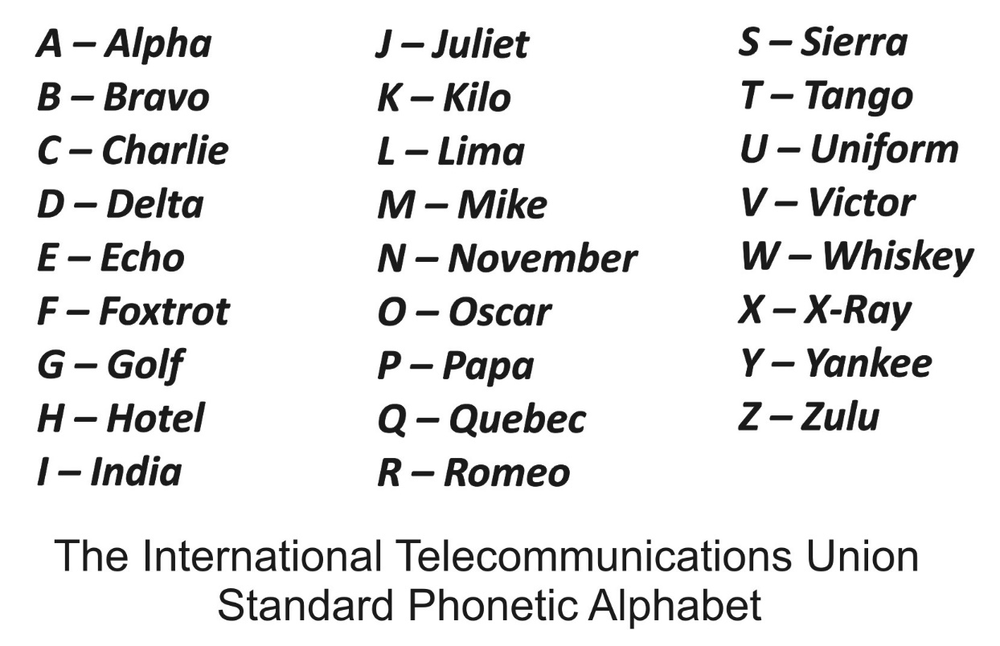 A – Alpha
B – Bravo
C – Charlie
D – Delta
E – Echo
F – Foxtrot
G – Golf
H – Hotel
I – India
J – Juliet
K – Kilo
L – Lima
M – Mike
N – November
O – Oscar
P – Papa
Q – Quebec
R – Romeo
S – Sierra
T – Tango
U – Uniform
V – Victor
W – Whiskey
X – X-Ray
Y – Yankee
Z – Zulu
The International Telecommunications Union
Standard Phonetic Alphabet